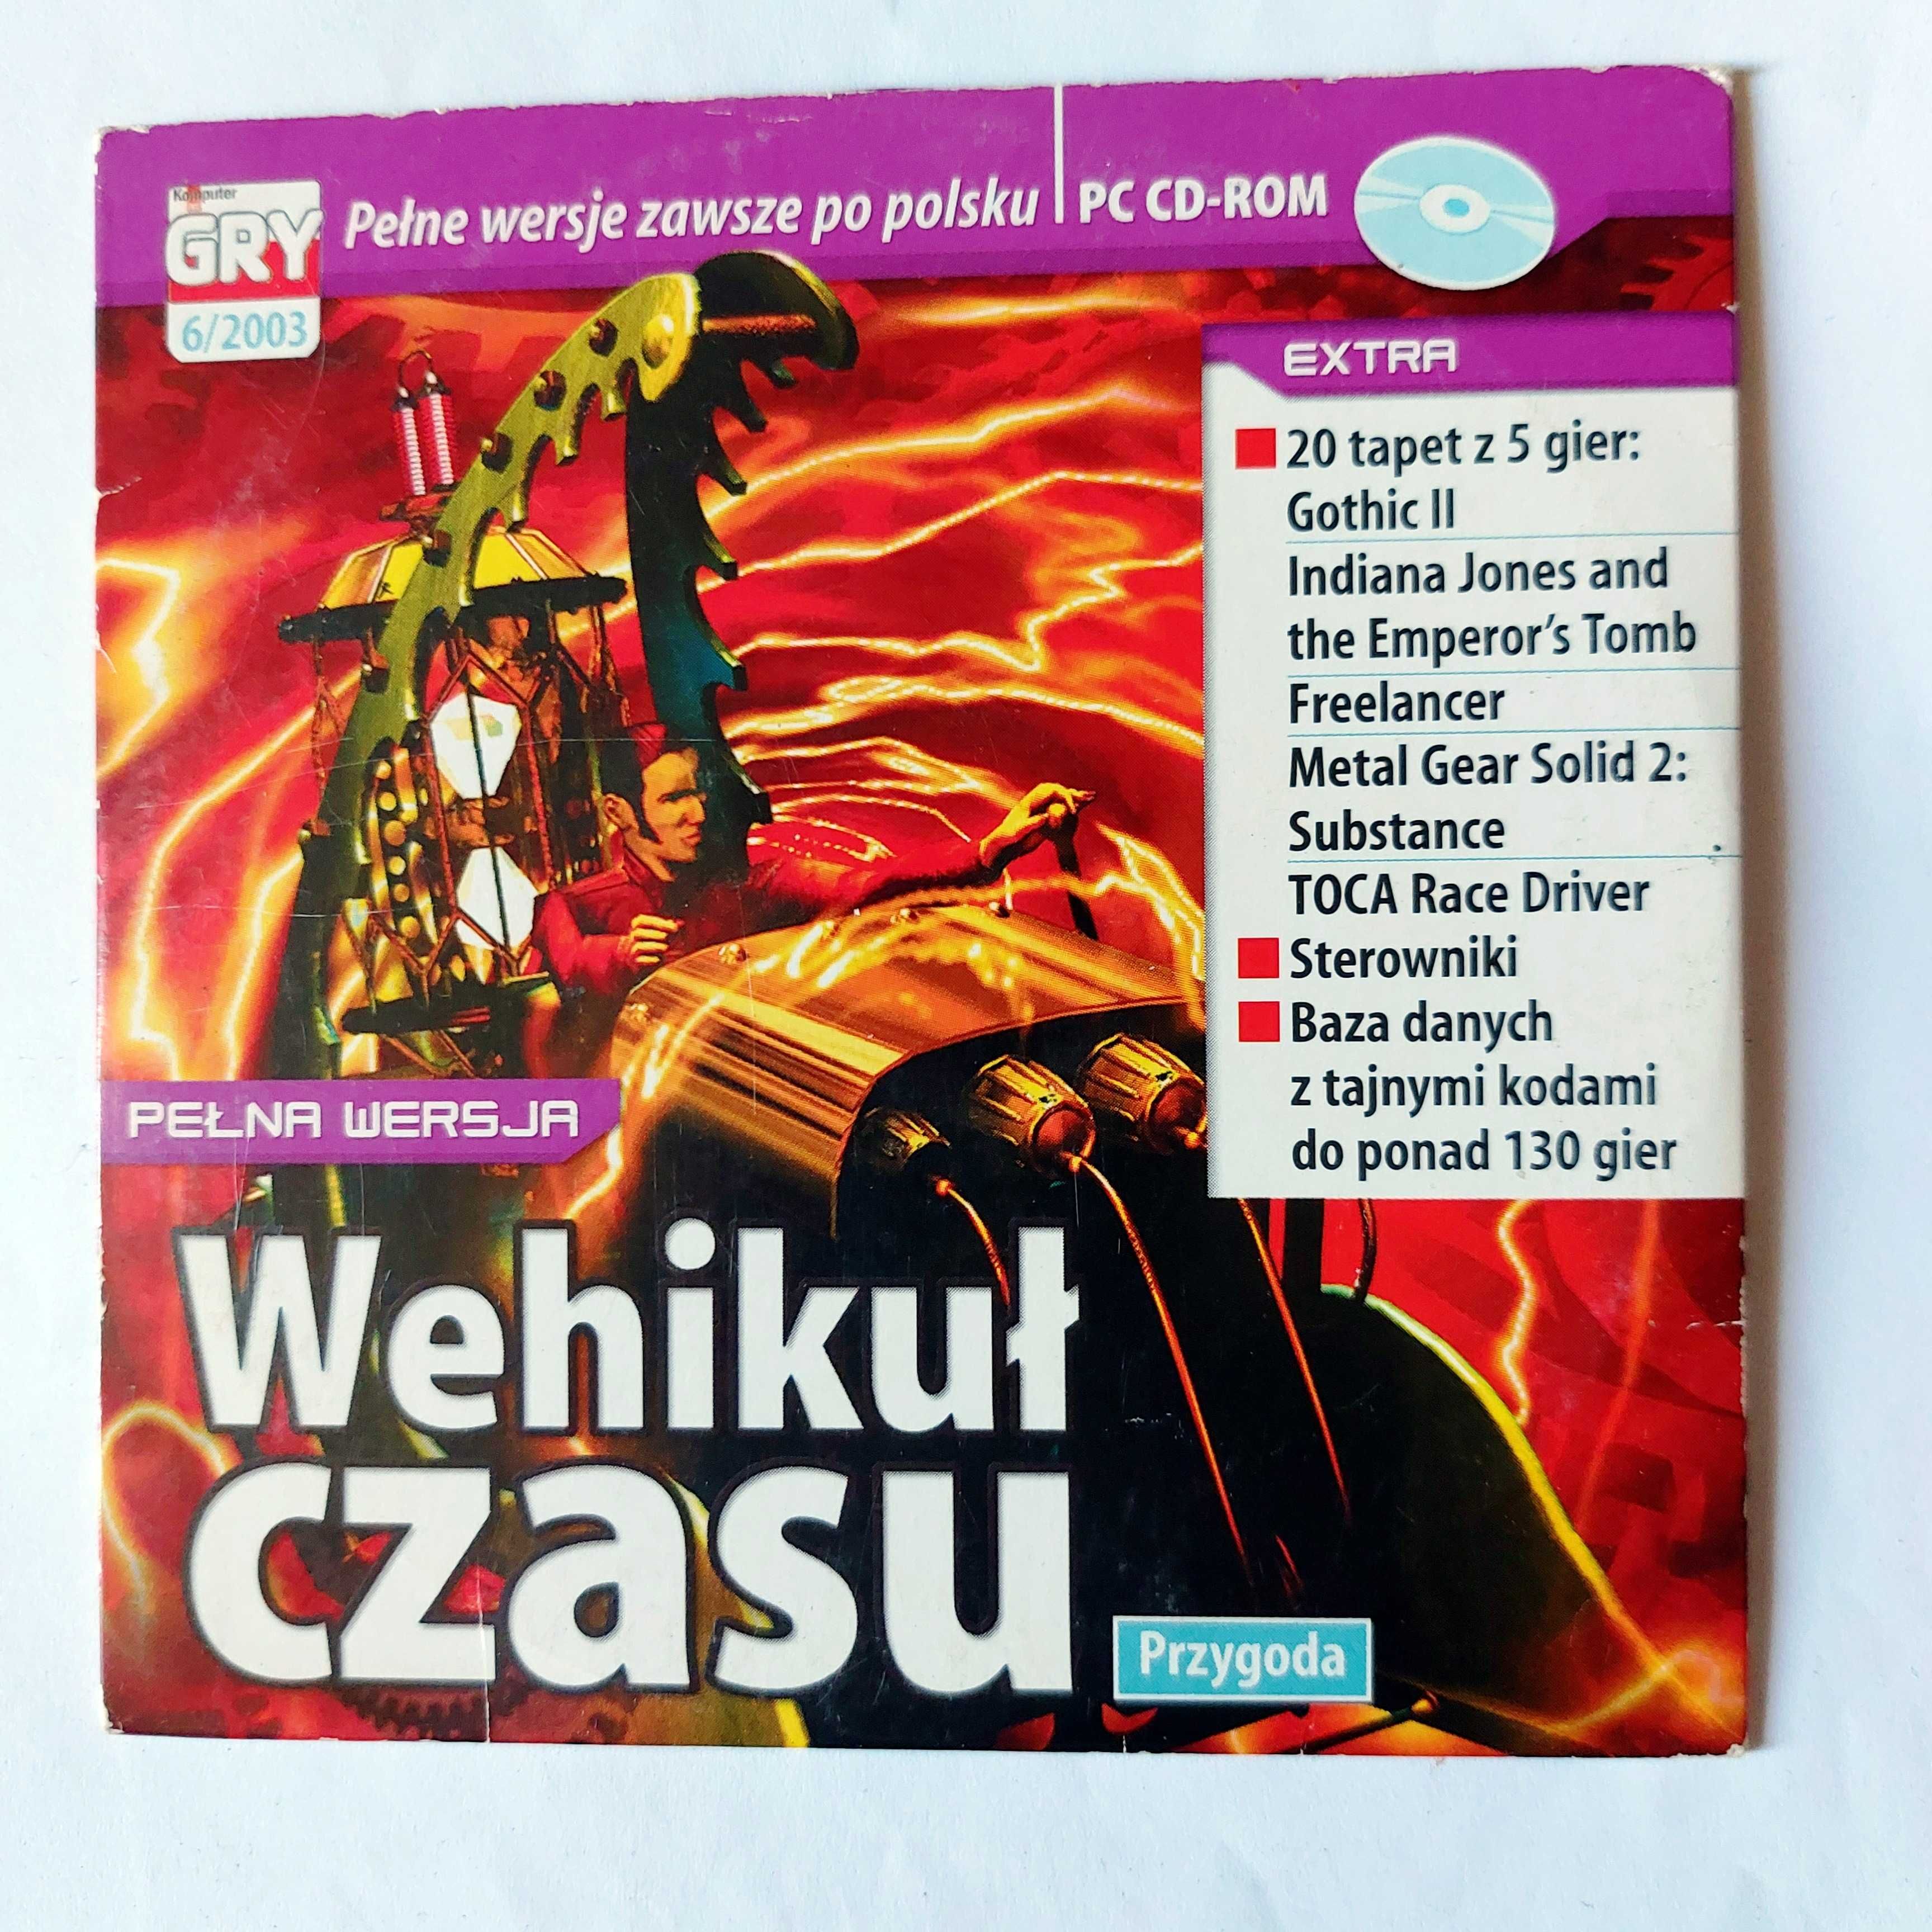 Komputer
GRY
6/2003
Pełne wersje zawsze po polsku
PC CD-ROM
EXTRA
20 tapet z 5 gier:
Gothic II
Indiana Jones and
the Emperor's Tomb
Freelancer
Metal Gear Solid 2:
Substance
TOCA Race Driver
Sterowniki
Baza danych
z tajnymi kodami
do ponad 130 gier
PEŁNA WERSJA
Wehikuł
czasu
Przygoda